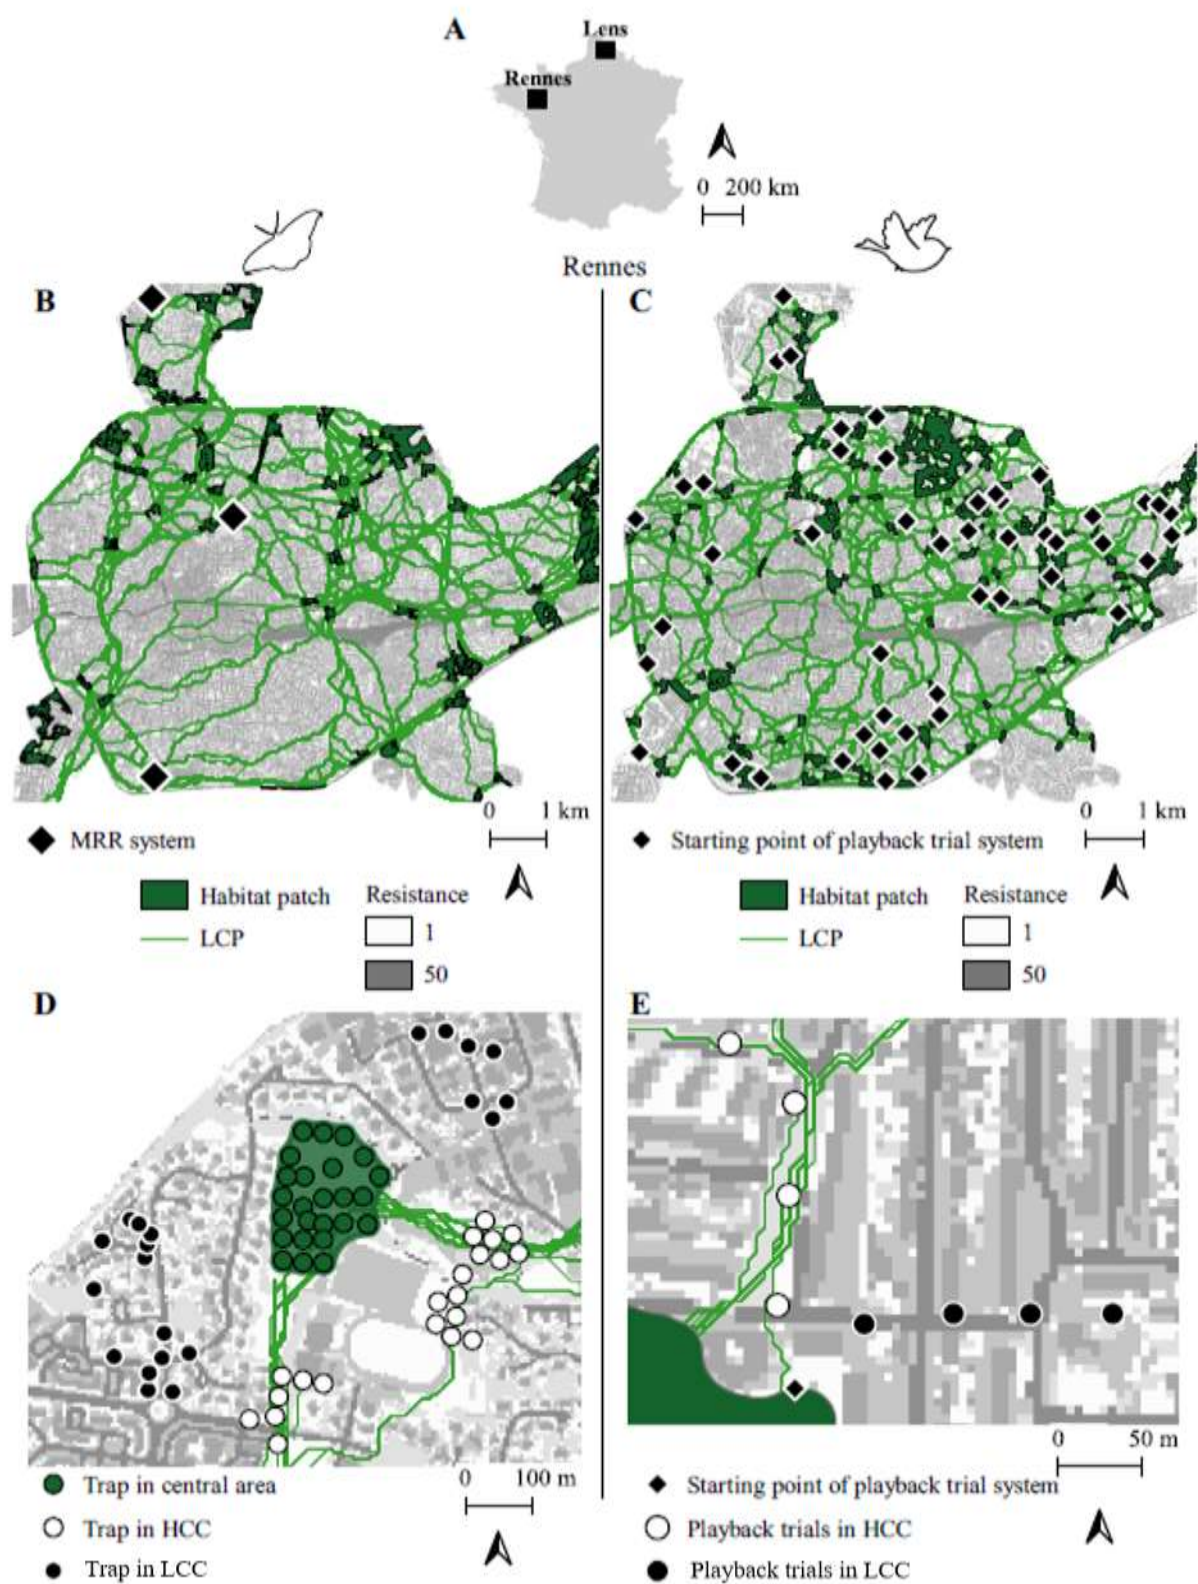 A
Lens
Rennes
0 200 km
Rennes
B
C
0 1 km
0 1 km
MRR system
Starting point of playback trial system
Habitat patch
Resistance
LCP
1
50
Habitat patch
Resistance
LCP
1
50
D
E
0 100 m
0 50 m
Trap in central area
Trap in HCC
Trap in LCC
Starting point of playback trial system
Playback trials in HCC
Playback trials in LCC